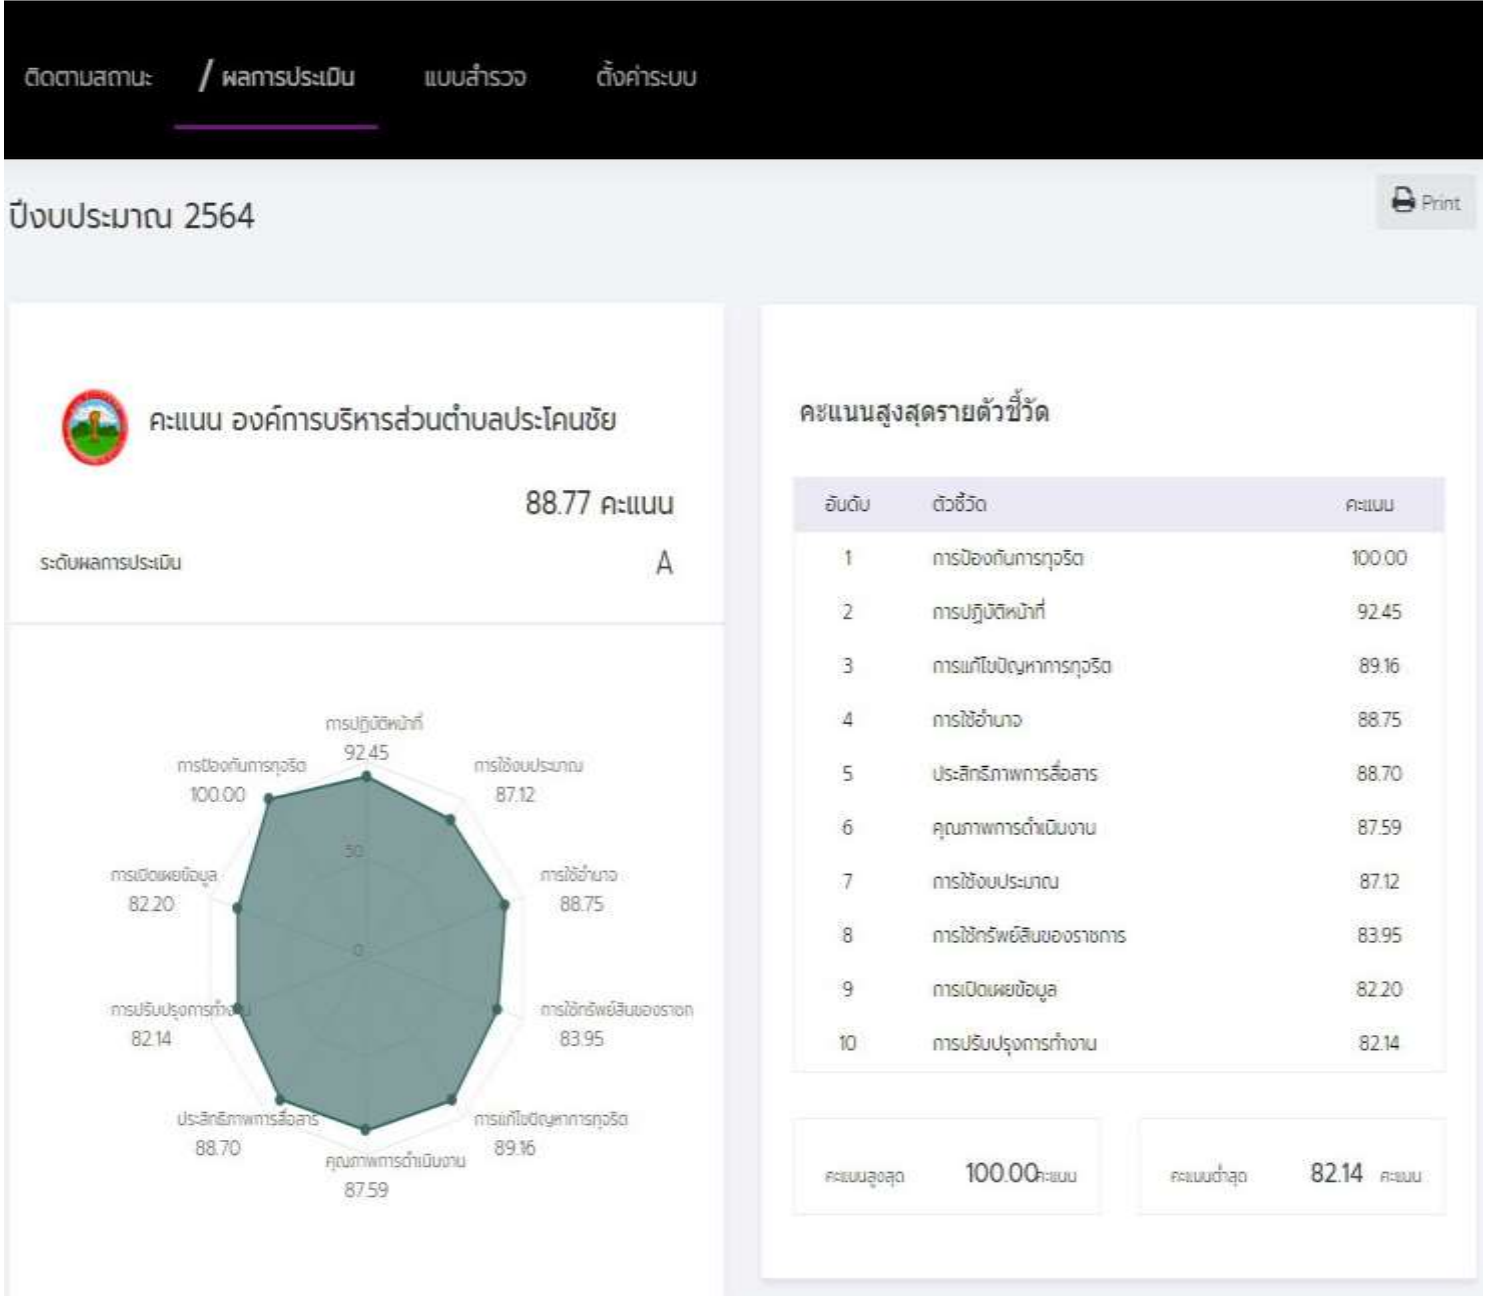 ติดตามสถานะ / ผลการประเมิน แบบสำรวจ ตั้งค่าระบบ
ปีงบประมาณ 2564
Print
คะแนน องค์การบริหารส่วนตำบลประโคนชัย
88.77 คะแนน
ระดับผลการประเมิน A
การปฏิบัติหน้าที่
92.45
การป้องกันการทุจริต
100.00
การใช้งบประมาณ
87.12
50
การเปิดเผยข้อมูล
82.20
การใช้อำนาจ
88.75
0
การปรับปรุงการทำงาน
82.14
การใช้ทรัพย์สินของราชก
83.95
ประสิทธิภาพการสื่อสาร
88.70
การแก้ไขปัญหาการทุจริต
89.16
คุณภาพการดำเนินงาน
87.59
คะแนนสูงสุดรายตัวชี้วัด
อันดับ ตัวชี้วัด คะแนน
1 การป้องกันการทุจริต 100.00
2 การปฏิบัติหน้าที่ 92.45
3 การแก้ไขปัญหาการทุจริต 89.16
4 การใช้อำนาจ 88.75
5 ประสิทธิภาพการสื่อสาร 88.70
6 คุณภาพการดำเนินงาน 87.59
7 การใช้งบประมาณ 87.12
8 การใช้ทรัพย์สินของราชการ 83.95
9 การเปิดเผยข้อมูล 82.20
10 การปรับปรุงการทำงาน 82.14
คะแนนสูงสุด 100.00 คะแนน
คะแนนต่ำสุด 82.14 คะแนน